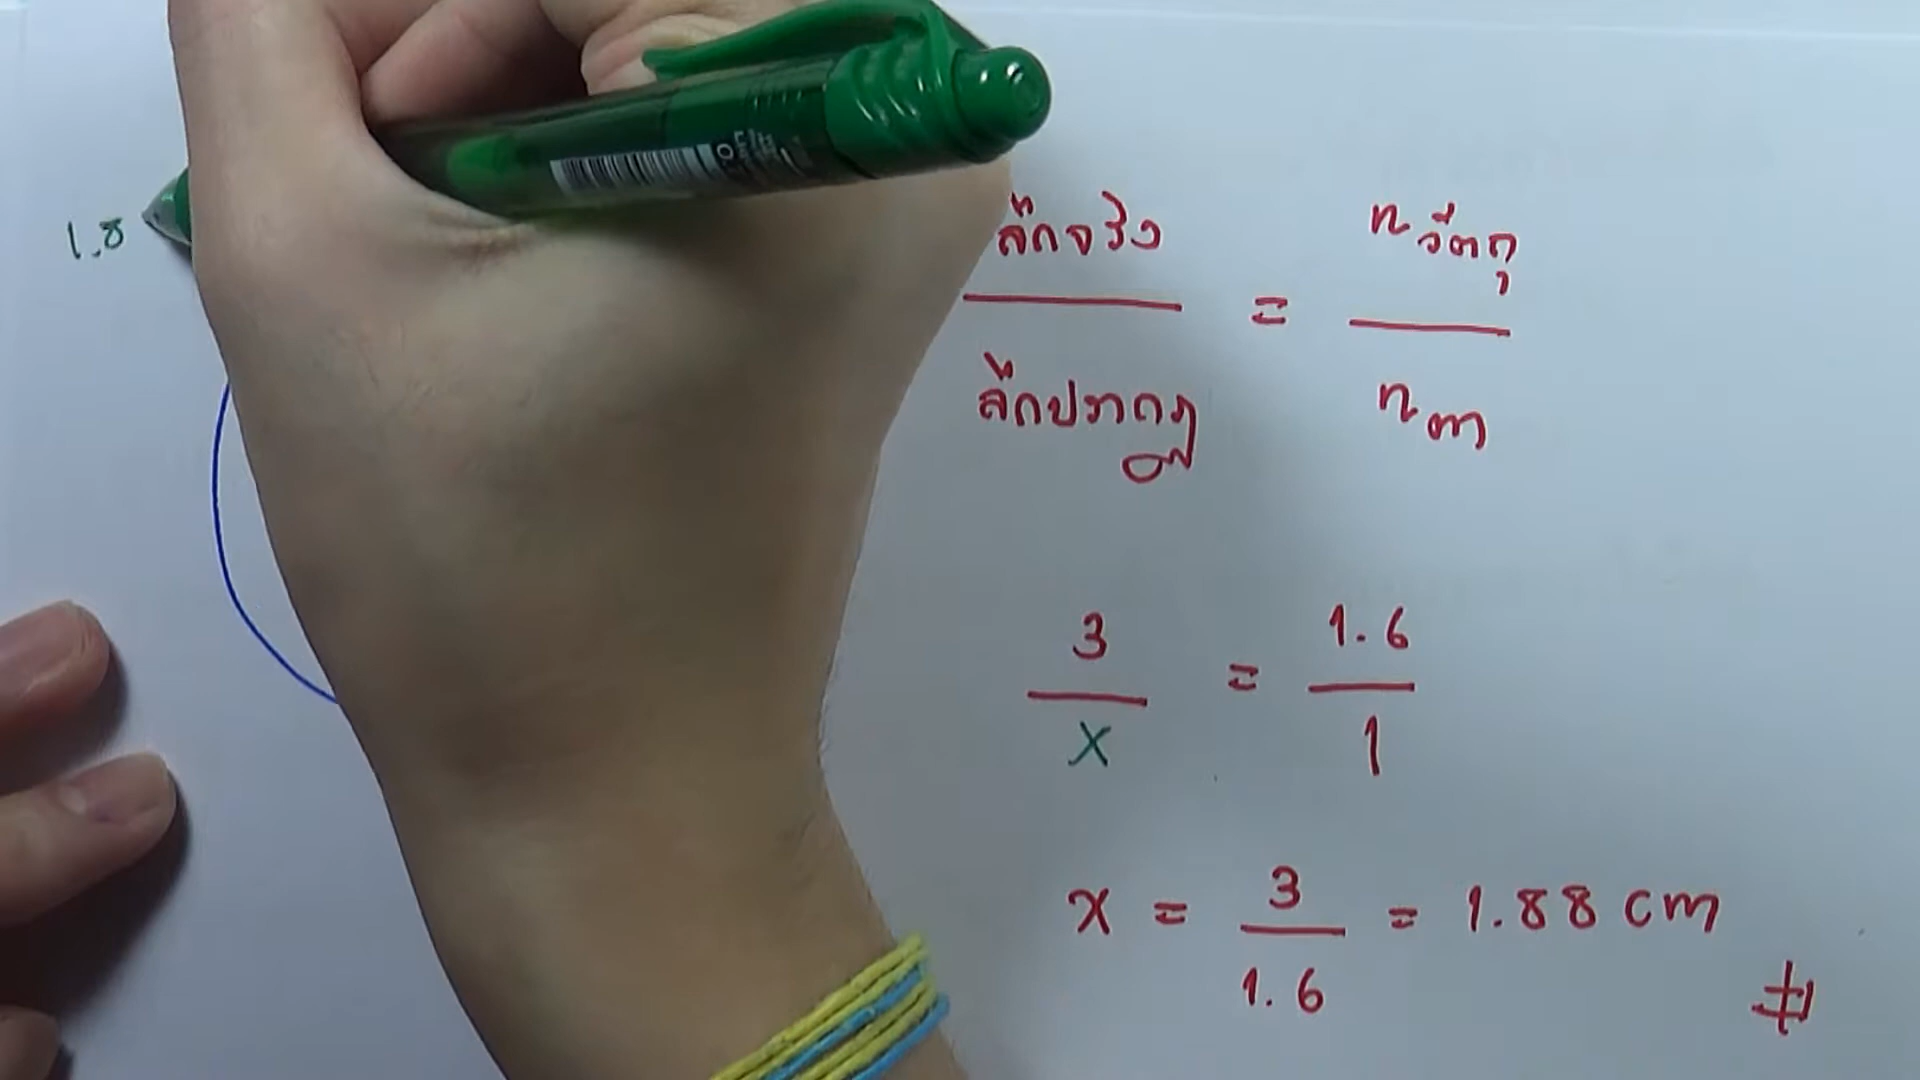 1.8
ลึกจริง / ลึกปรากฏ = n วัตถุ / n ตา
3 / x = 1.6 / 1
x = 3 / 1.6 = 1.88 cm
#